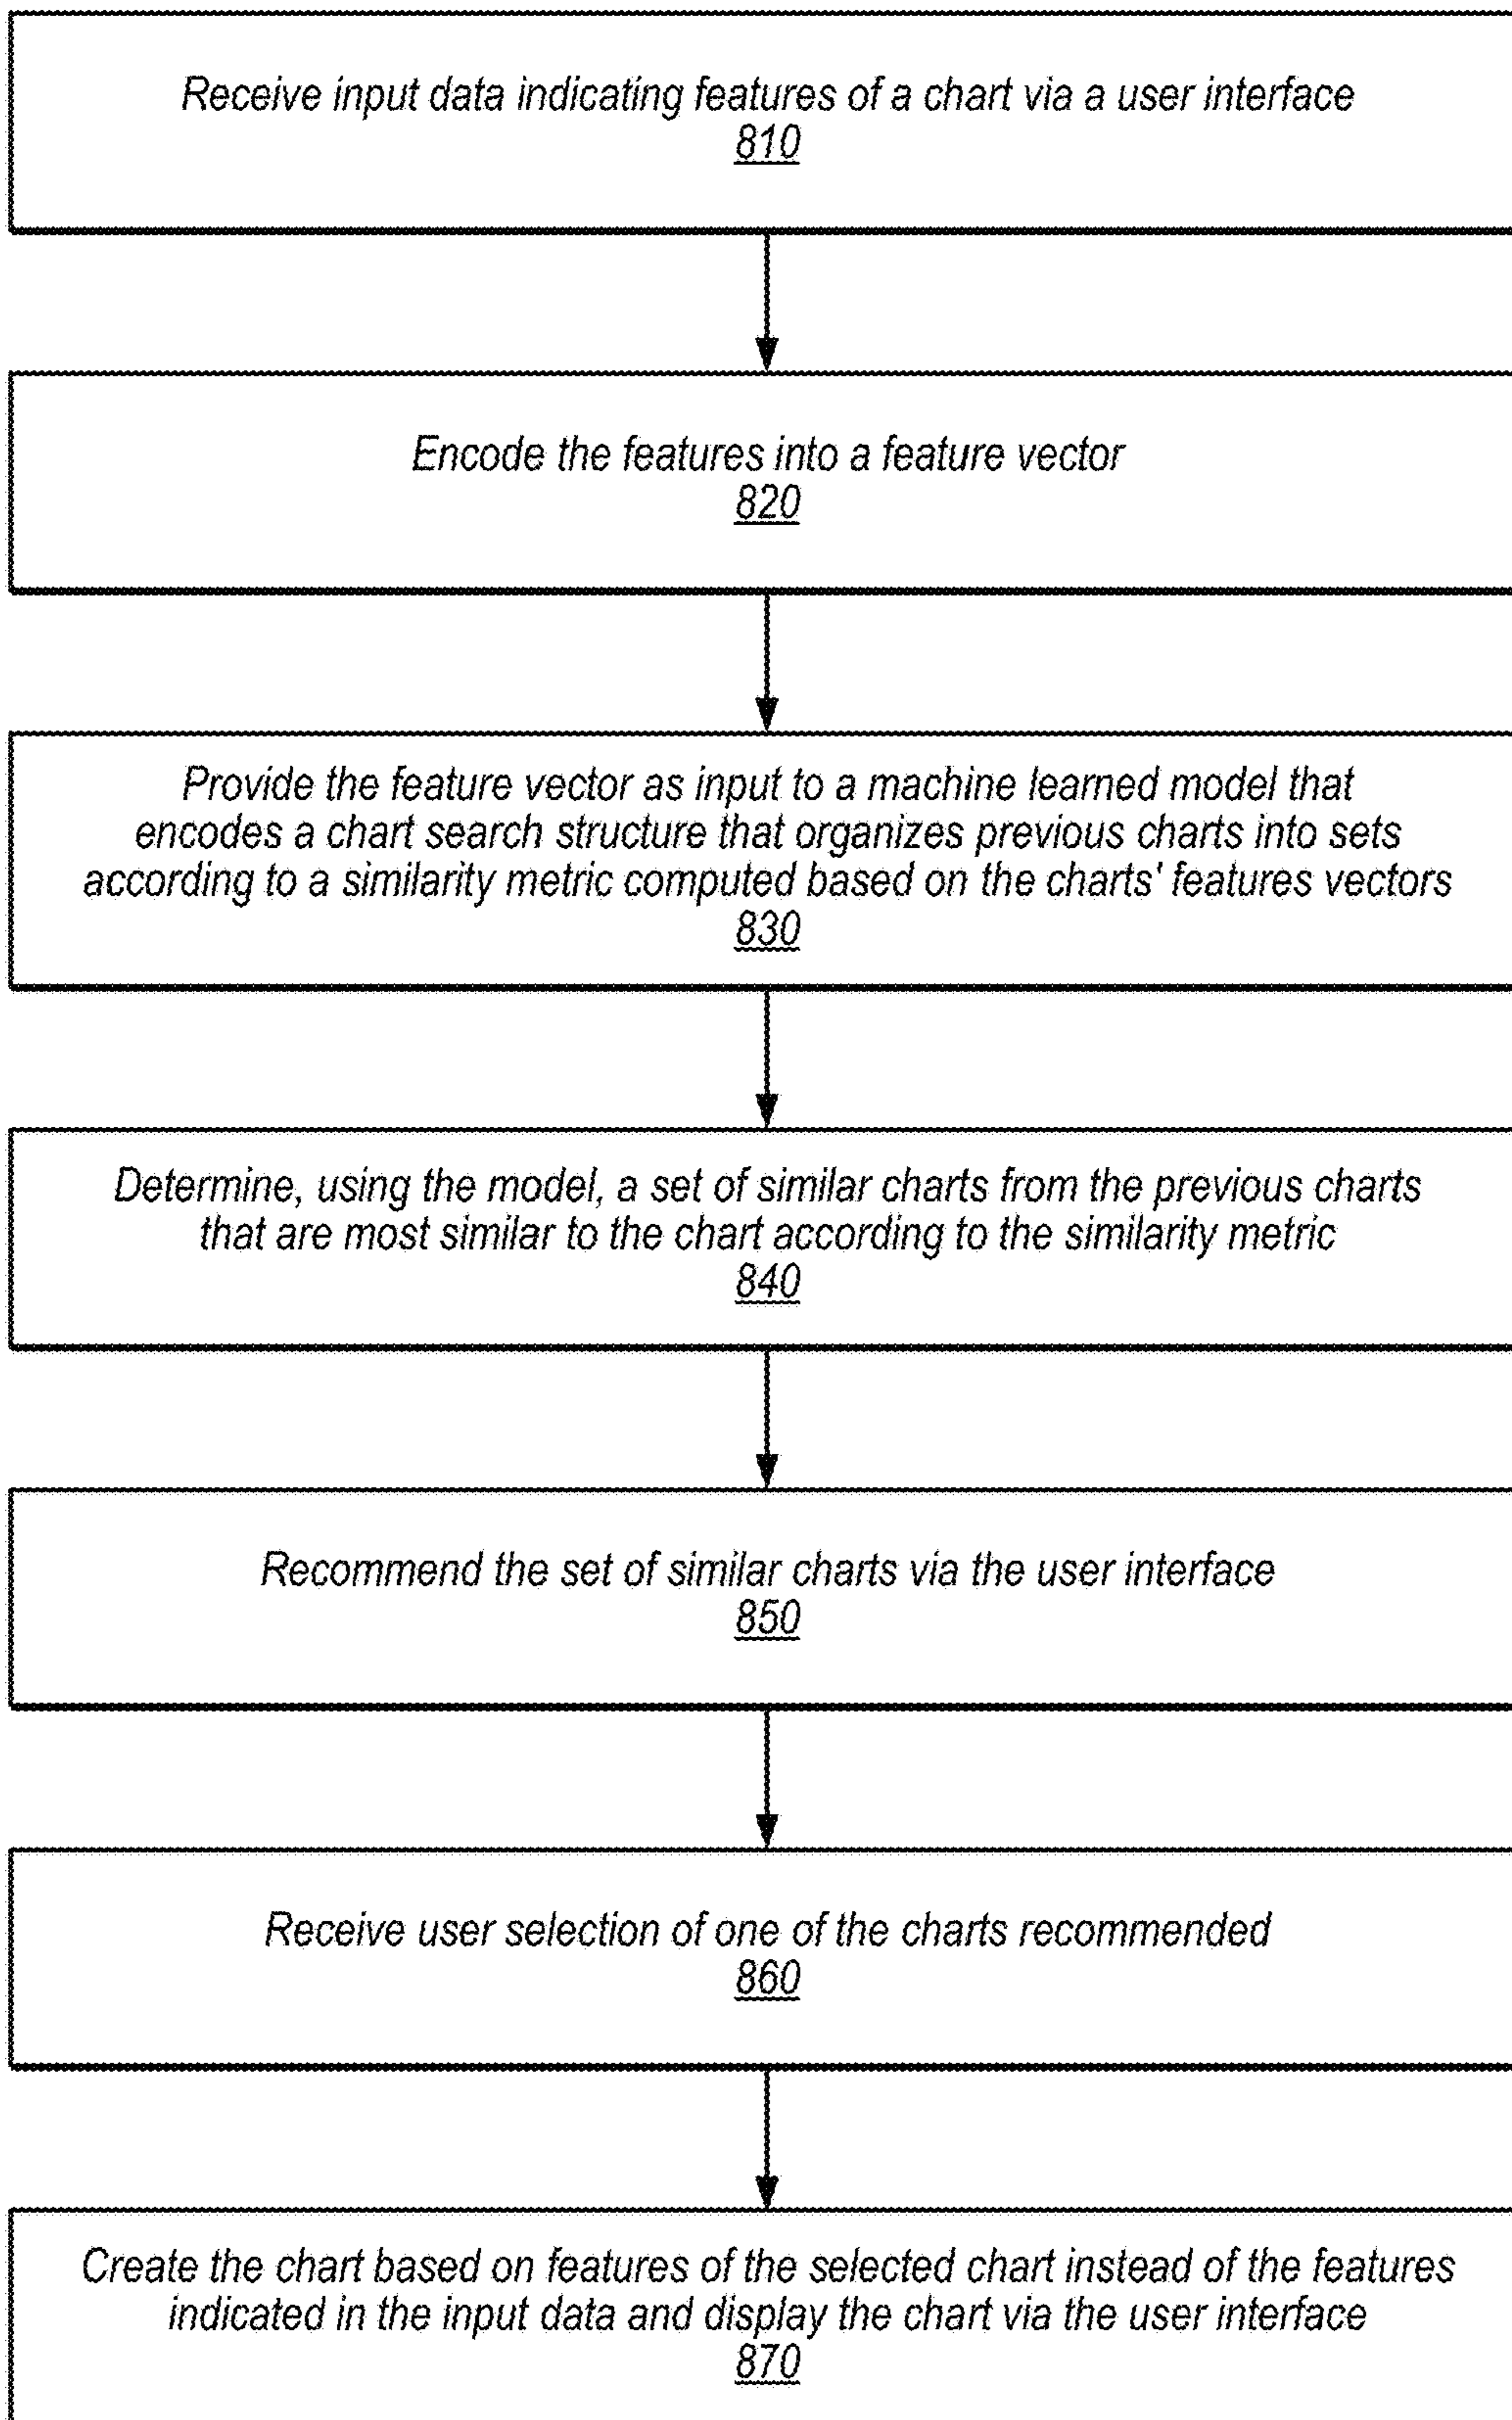 Receive input data indicating features of a chart via a user interface
810
Encode the features into a feature vector
820
Provide the feature vector as input to a machine learned model that
encodes a chart search structure that organizes previous charts into sets
according to a similarity metric computed based on the charts' features vectors
830
Determine, using the model, a set of similar charts from the previous charts
that are most similar to the chart according to the similarity metric
840
Recommend the set of similar charts via the user interface
850
Receive user selection of one of the charts recommended
860
Create the chart based on features of the selected chart instead of the features
indicated in the input data and display the chart via the user interface
870